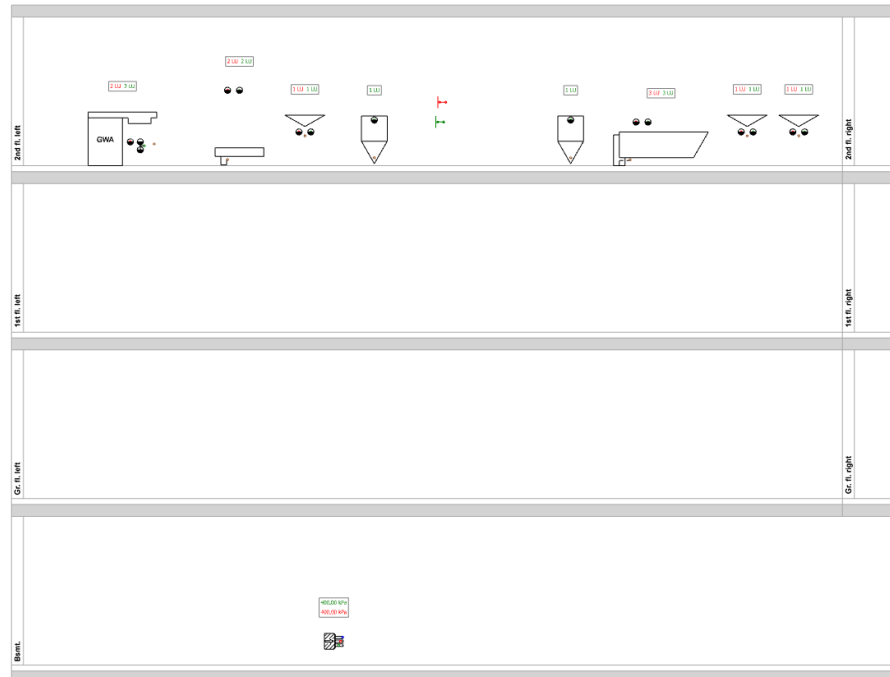 2 LU 2 LU
2 LU 3 LU
1 LU 1 LU
1 LU
1 LU
3 LU 3 LU
1 LU 1 LU
1 LU 1 LU
GWA
2nd fl. left
2nd fl. right
1st fl. left
1st fl. right
Gr. fl. left
Gr. fl. right
400,00 kPa
400,00 kPa
Bsmt.